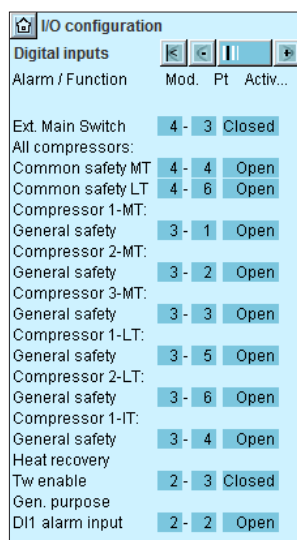 I/O configuration
Digital inputs
Alarm / Function Mod. Pt Activ...
Ext. Main Switch 4 - 3 Closed
All compressors:
Common safety MT 4 - 4 Open
Common safety LT 4 - 6 Open
Compressor 1-MT:
General safety 3 - 1 Open
Compressor 2-MT:
General safety 3 - 2 Open
Compressor 3-MT:
General safety 3 - 3 Open
Compressor 1-LT:
General safety 3 - 5 Open
Compressor 2-LT:
General safety 3 - 6 Open
Compressor 1-IT:
General safety 3 - 4 Open
Heat recovery
Tw enable 2 - 3 Closed
Gen. purpose
DI1 alarm input 2 - 2 Open